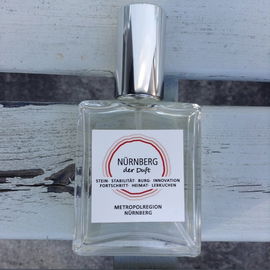 NÜRNBERG
der Duft
STEIN· STABILITÄT· BURG· INNOVATION
FORTSCHRITT· HEIMAT· LEBKUCHEN
METROPOLREGION
NÜRNBERG